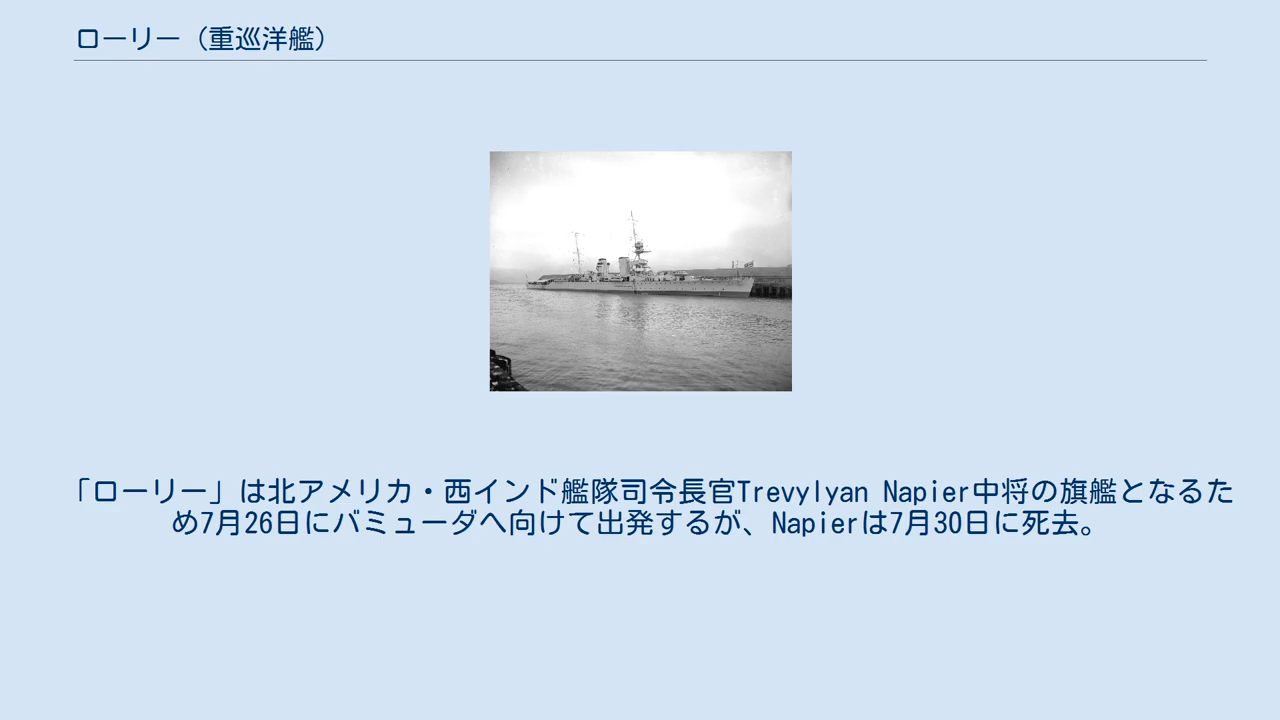 ローリー（重巡洋艦）
「ローリー」は北アメリカ・西インド艦隊司令長官Trevylyan Napier中将の旗艦となるた
め7月26日にバミューダへ向けて出発するが、Napierは7月30日に死去。